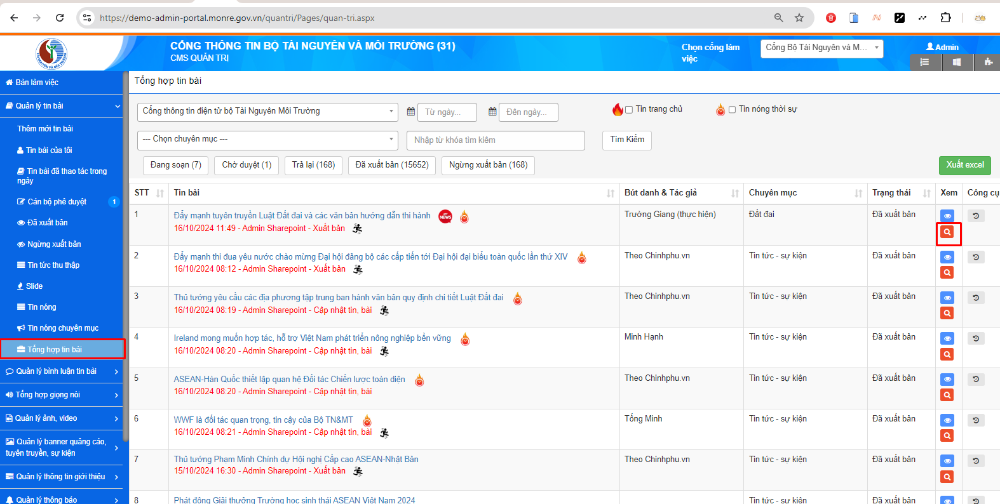 https://demo-admin-portal.monre.gov.vn/quantri/Pages/quan-tri.aspx
CỔNG THÔNG TIN BỘ TÀI NGUYÊN VÀ MÔI TRƯỜNG (31)
CMS QUẢN TRỊ
Chọn cổng làm việc
Cổng Bộ Tài Nguyên và M...
Admin
Bàn làm việc
Quản lý tin bài
Thêm mới tin bài
Tin bài của tôi
Tin bài đã thao tác trong
ngày
Cán bộ phê duyệt
1
Đã xuất bản
Ngừng xuất bản
Tin tức thu thập
Slide
Tin nóng
Tin nóng chuyên mục
Tổng hợp tin bài
Quản lý bình luận tin bài
Tổng hợp giọng nói
Quản lý ảnh, video
Quản lý banner quảng cáo,
tuyên truyền, sự kiện
Quản lý thông tin giới thiệu
Quản lý thông báo
Tổng hợp tin bài
Cổng thông tin điện tử bộ Tài Nguyên Môi Trường
Từ ngày...
Đến ngày...
Tin trang chủ
Tin nóng thời sự
--- Chọn chuyên mục ---
Nhập từ khóa tìm kiếm
Tìm Kiếm
Đang soạn (7)
Chờ duyệt (1)
Trả lại (168)
Đã xuất bản (15652)
Ngừng xuất bản (168)
Xuất excel
STT Tin bài Bút danh & Tác giả Chuyên mục Trạng thái Xem Công cụ
1 Đẩy mạnh tuyên truyền Luật Đất đai và các văn bản hướng dẫn thi hành NEWS Trường Giang (thực hiện) Đất đai Đã xuất bản
16/10/2024 11:49 - Admin Sharepoint - Xuất bản
2 Đẩy mạnh thi đua yêu nước chào mừng Đại hội đảng bộ các cấp tiến tới Đại hội đại biểu toàn quốc lần thứ XIV Theo Chinhphu.vn Tin tức - sự kiện Đã xuất bản
16/10/2024 08:12 - Admin Sharepoint - Xuất bản
3 Thủ tướng yêu cầu các địa phương tập trung ban hành văn bản quy định chi tiết Luật Đất đai Theo Chinhphu.vn Tin tức - sự kiện Đã xuất bản
16/10/2024 08:19 - Admin Sharepoint - Cập nhật tin, bài
4 Ireland mong muốn hợp tác, hỗ trợ Việt Nam phát triển nông nghiệp bền vững Minh Hạnh Tin tức - sự kiện Đã xuất bản
16/10/2024 08:20 - Admin Sharepoint - Cập nhật tin, bài
5 ASEAN-Hàn Quốc thiết lập quan hệ Đối tác Chiến lược toàn diện Theo Chinhphu.vn Tin tức - sự kiện Đã xuất bản
16/10/2024 08:20 - Admin Sharepoint - Cập nhật tin, bài
6 WWF là đối tác quan trọng, tin cậy của Bộ TN&MT Tống Minh Tin tức - sự kiện Đã xuất bản
16/10/2024 08:21 - Admin Sharepoint - Cập nhật tin, bài
7 Thủ tướng Phạm Minh Chính dự Hội nghị Cấp cao ASEAN-Nhật Bản Theo Chinhphu.vn Tin tức - sự kiện Đã xuất bản
15/10/2024 16:30 - Admin Sharepoint - Xuất bản
8 Phát động Giải thưởng Trường học sinh thái ASEAN Việt Nam 2024